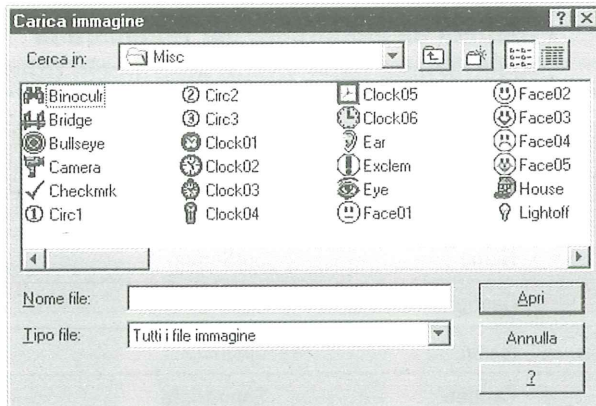 Carica immagine
Cerca in: Misc
Binoculr
Bridge
Bullseye
Camera
Checkmrk
Circ1
Circ2
Circ3
Clock01
Clock02
Clock03
Clock04
Clock05
Clock06
Ear
Exclem
Eye
Face01
Face02
Face03
Face04
Face05
House
Lightoff
Nome file:
Apri
Tipo file: Tutti i file immagine
Annulla
?